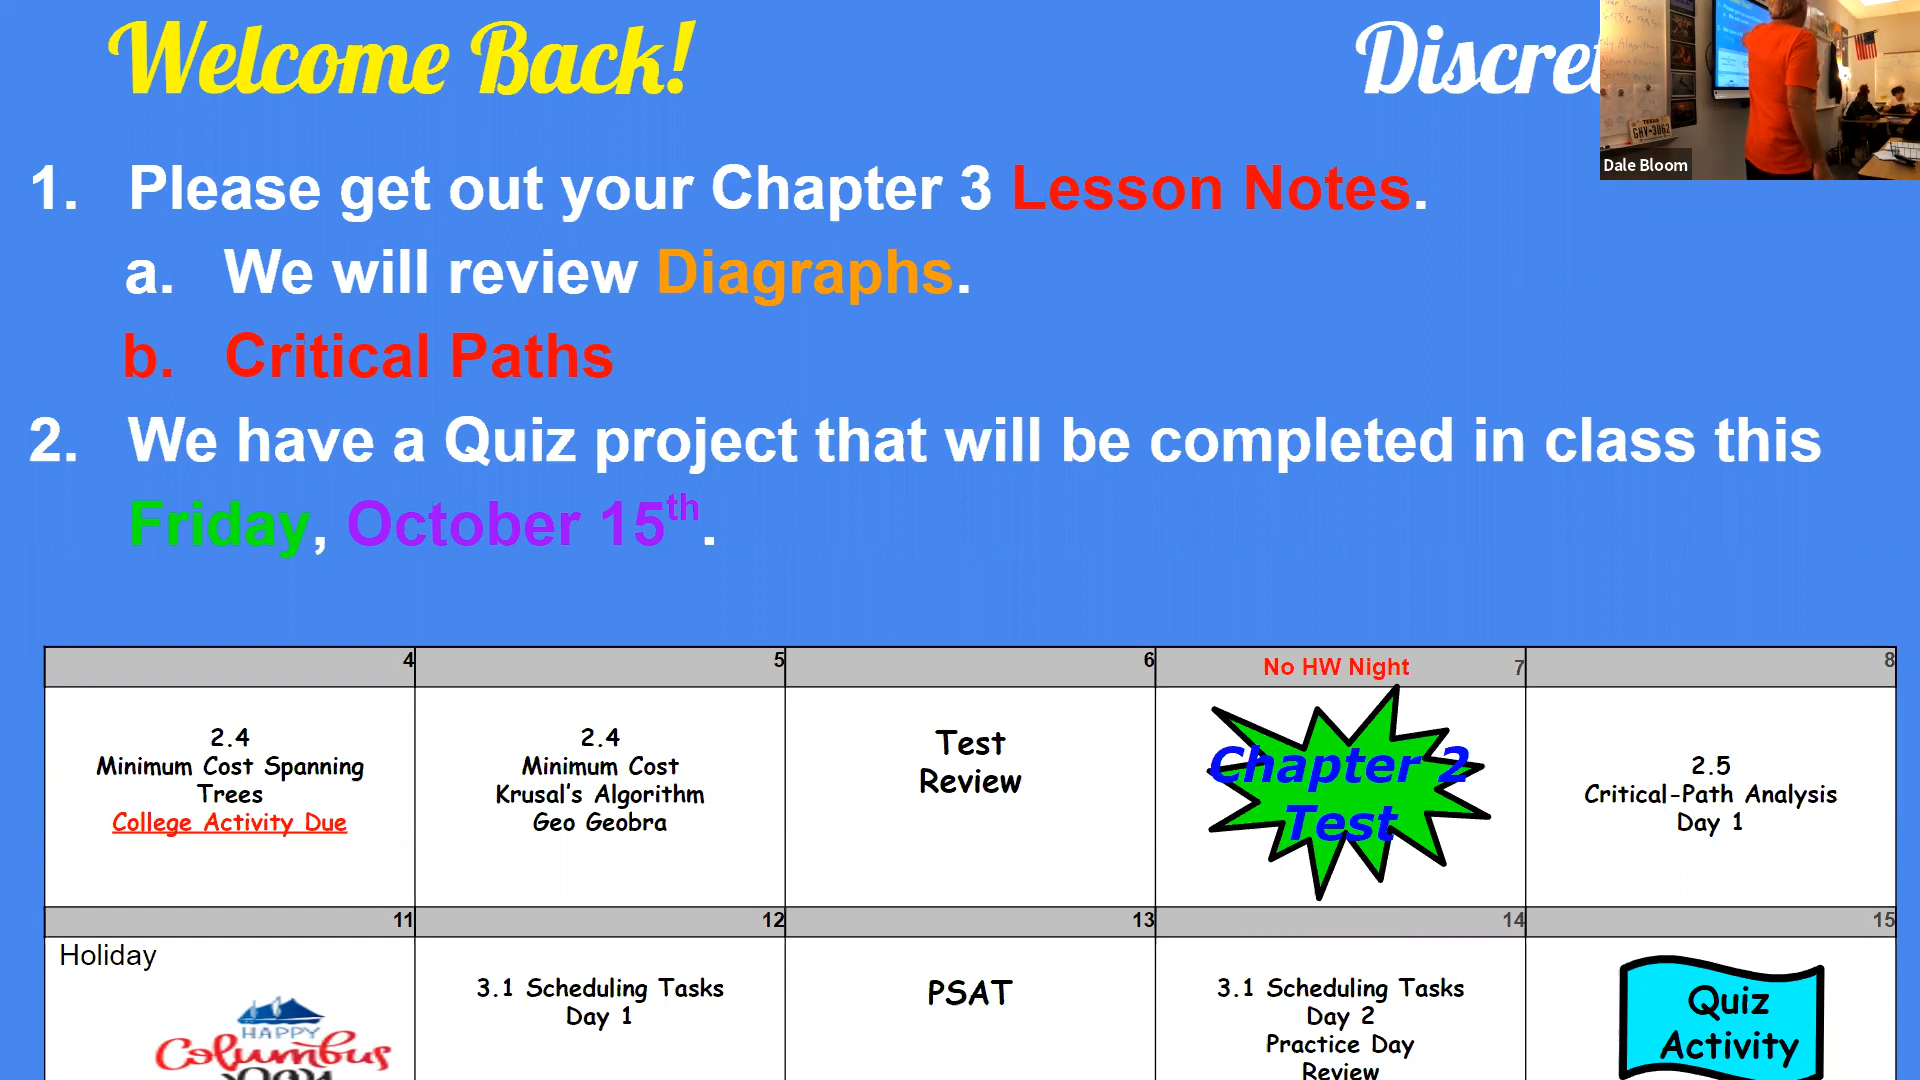 Welcome Back!
Discre
1. Please get out your Chapter 3 Lesson Notes.
a. We will review Diagraphs.
b. Critical Paths
2. We have a Quiz project that will be completed in class this
Friday, October 15th.
TEXAS
GHV-3062
Dale Bloom
4
5
6
No HW Night 7
8
2.4
Minimum Cost Spanning
Trees
College Activity Due
2.4
Minimum Cost
Krusal's Algorithm
Geo Geobra
Test
Review
Chapter 2
Test
2.5
Critical-Path Analysis
Day 1
11
12
13
14
15
Holiday
HAPPY
Columbus
3.1 Scheduling Tasks
Day 1
PSAT
3.1 Scheduling Tasks
Day 2
Practice Day
Review
Quiz
Activity